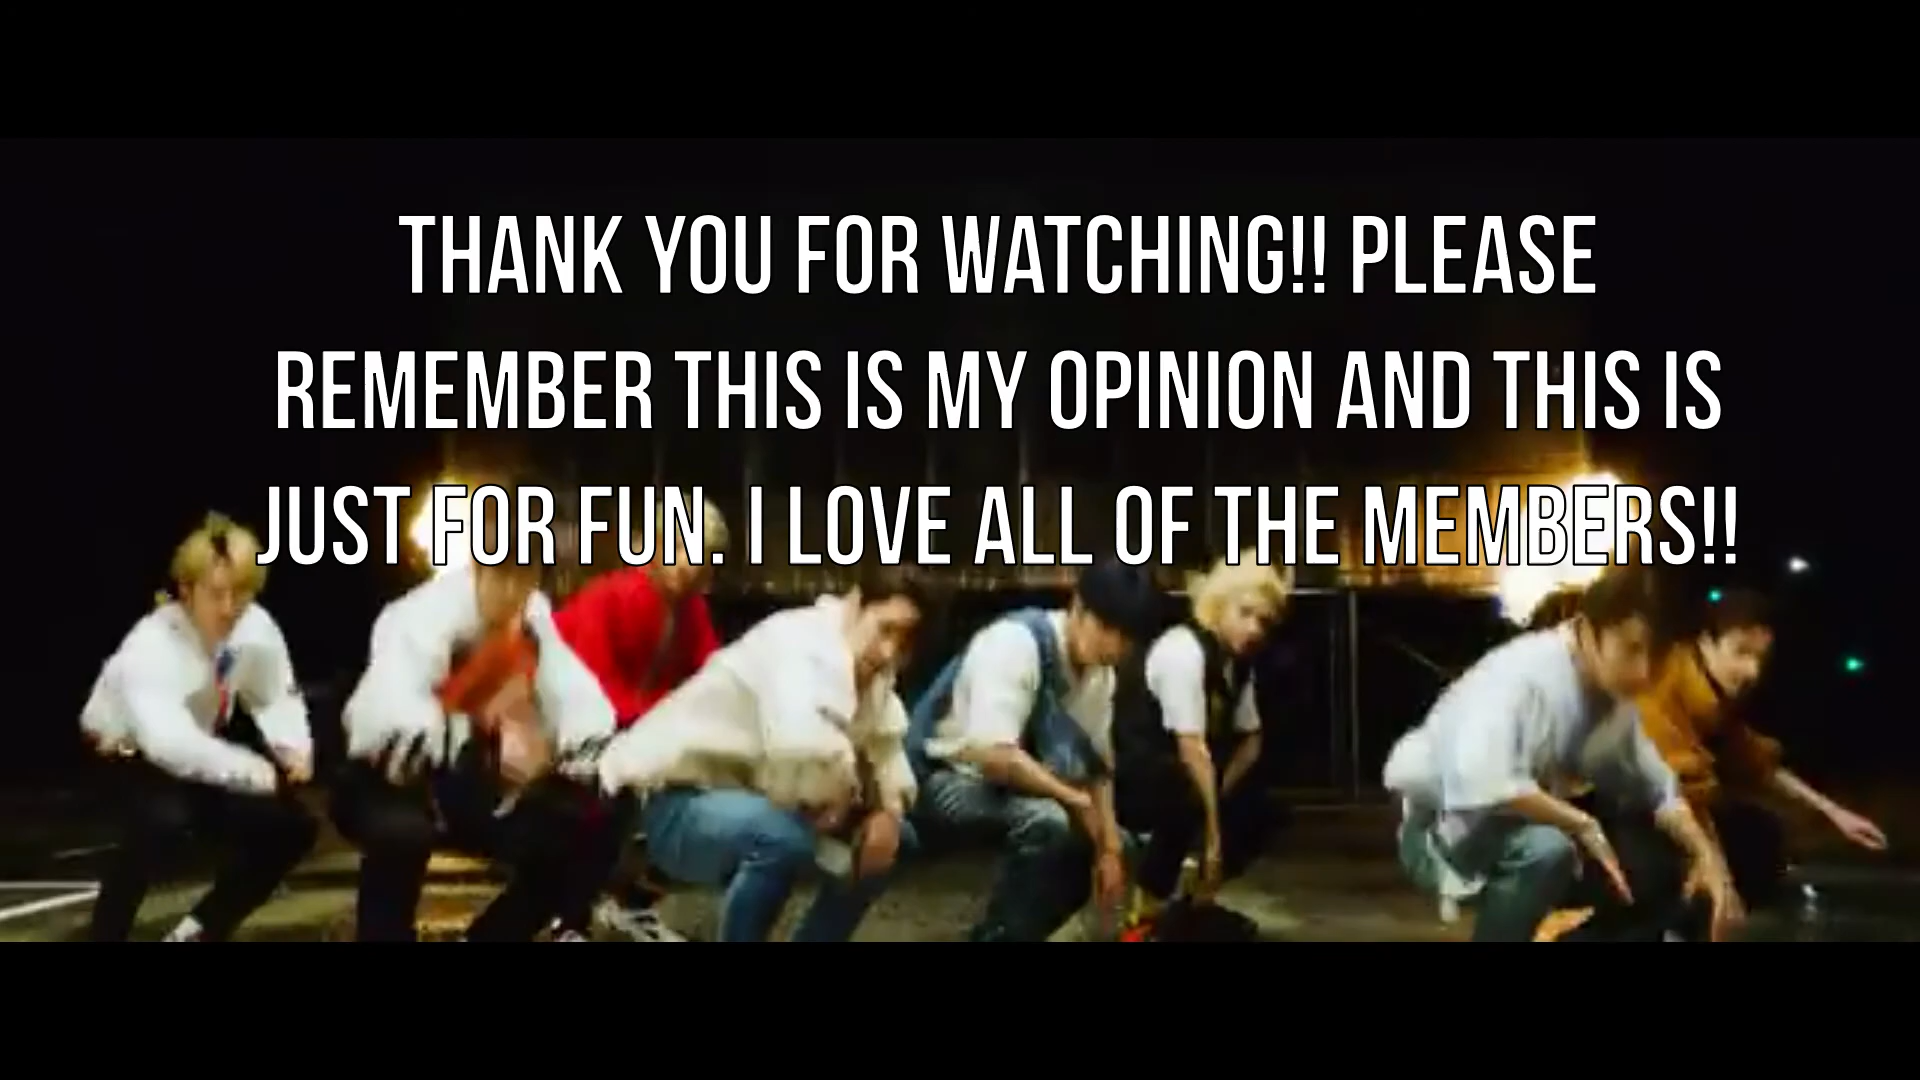 THANK YOU FOR WATCHING!! PLEASE
REMEMBER THIS IS MY OPINION AND THIS IS
JUST FOR FUN. I LOVE ALL OF THE MEMBERS!!